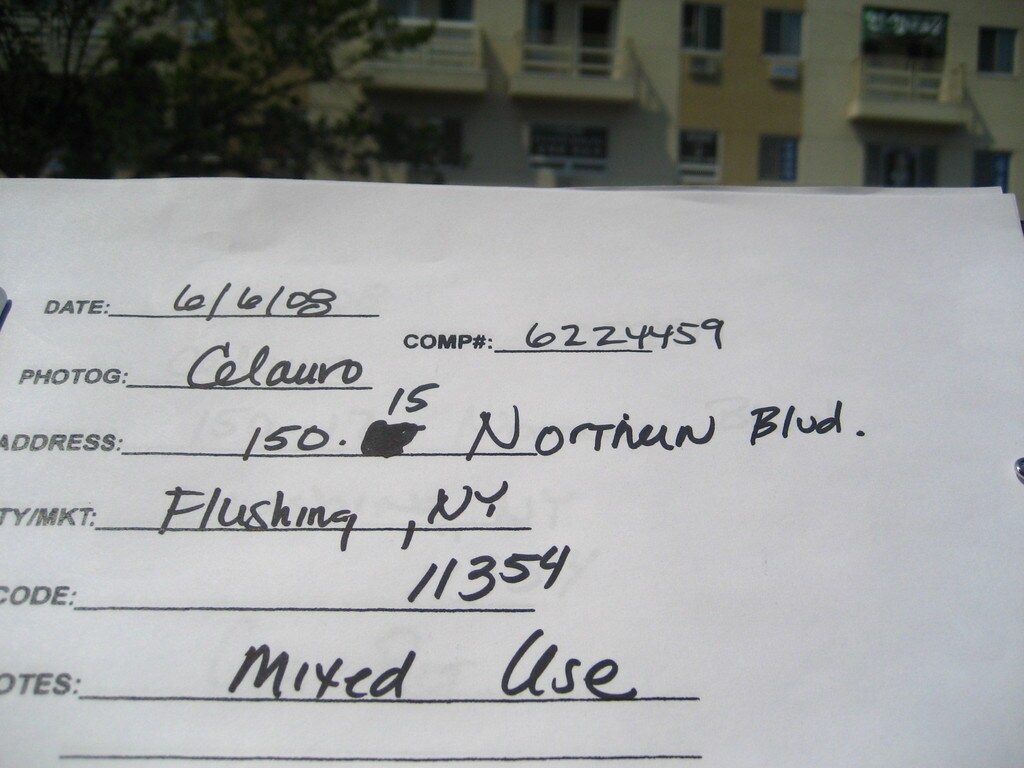 DATE: 6/6/08
COMP#: 6224459
PHOTOG: Celauro
ADDRESS: 150. 15 Northern Blvd.
TY/MKT: Flushing, NY
CODE: 11354
OTES: Mixed Use